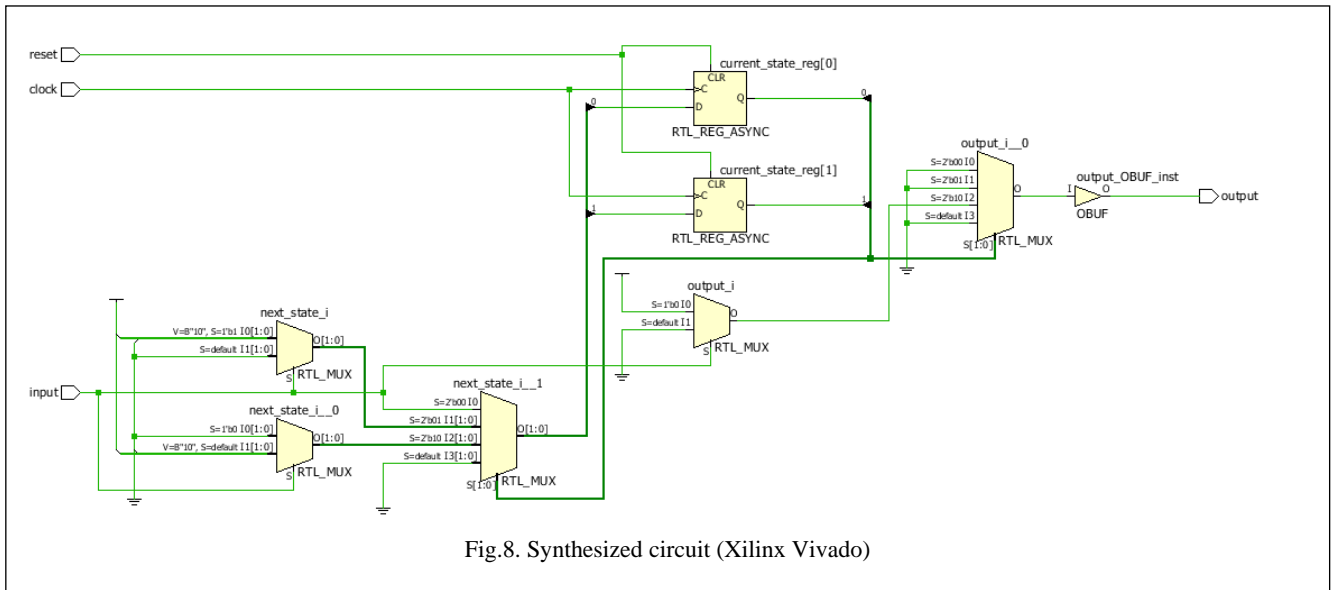 reset
clock
current_state_reg[0]
CLR
C
D
Q
RTL_REG_ASYNC
0
0
current_state_reg[1]
CLR
C
D
Q
RTL_REG_ASYNC
1
1
output_i__0
S=2'b00 I0
S=2'b01 I1
S=2'b10 I2
S=default I3
S[1:0]
O
RTL_MUX
output_OBUF_inst
I
O
OBUF
output
output_i
S=1'b0 I0
S=default I1
S
O
RTL_MUX
next_state_i
V=B"10", S=1'b1 I0[1:0]
S=default I1[1:0]
S
O[1:0]
RTL_MUX
input
next_state_i__0
S=1'b0 I0[1:0]
V=B"10", S=default I1[1:0]
S
O[1:0]
RTL_MUX
next_state_i__1
S=2'b00 I0
S=2'b01 I1[1:0]
S=2'b10 I2[1:0]
S=default I3[1:0]
S[1:0]
O[1:0]
RTL_MUX
Fig.8. Synthesized circuit (Xilinx Vivado)